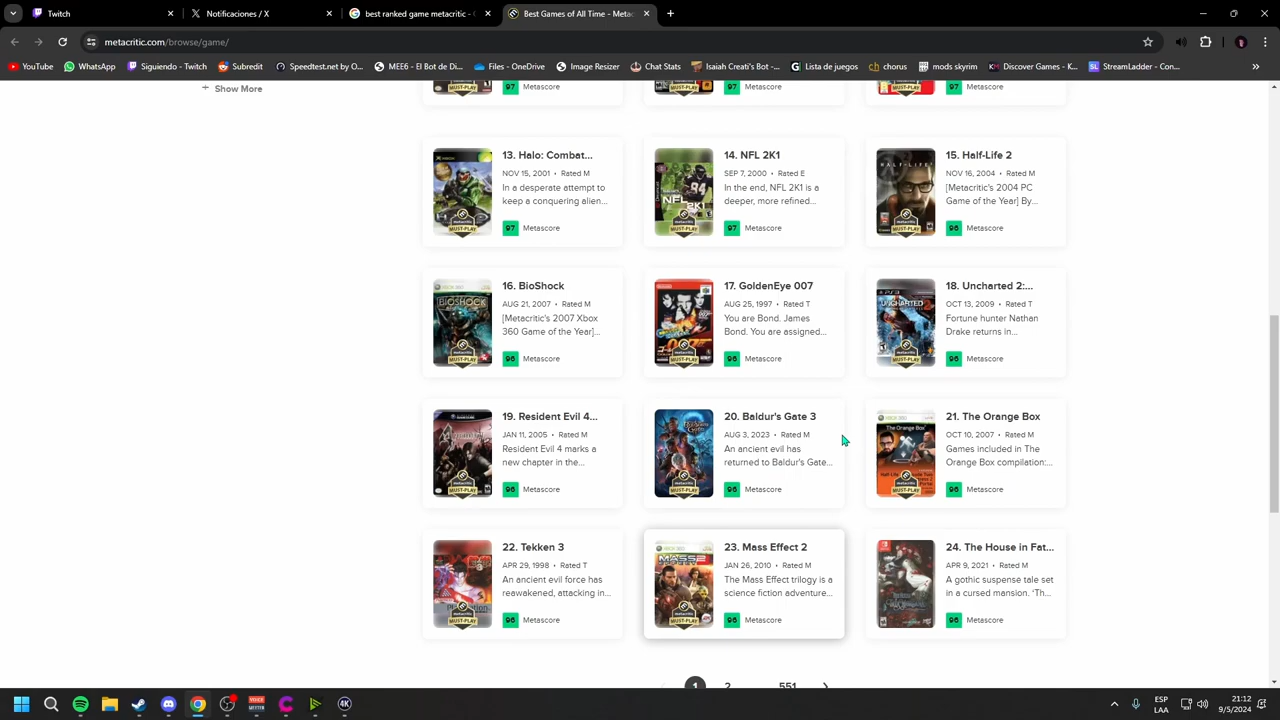 Twitch
Notificaciones / X
best ranked game metacritic - G
Best Games of All Time - Metac
metacritic.com/browse/game/
YouTube
WhatsApp
Siguiendo - Twitch
Subredit
Speedtest.net by O...
MEE6 - El Bot de Di...
Files - OneDrive
Image Resizer
Chat Stats
Isaiah Creati's Bot -...
Lista de juegos
chorus
mods skyrim
Discover Games - K...
StreamLadder - Con...
Show More
97 Metascore
97 Metascore
97 Metascore
13. Halo: Combat...
NOV 15, 2001 • Rated M
In a desperate attempt to
keep a conquering alien...
97 Metascore
14. NFL 2K1
SEP 7, 2000 • Rated E
In the end, NFL 2K1 is a
deeper, more refined...
97 Metascore
15. Half-Life 2
NOV 16, 2004 • Rated M
[Metacritic's 2004 PC
Game of the Year] By...
96 Metascore
16. BioShock
AUG 21, 2007 • Rated M
[Metacritic's 2007 Xbox
360 Game of the Year]...
96 Metascore
17. GoldenEye 007
AUG 25, 1997 • Rated T
You are Bond. James
Bond. You are assigned...
96 Metascore
18. Uncharted 2:...
OCT 13, 2009 • Rated T
Fortune hunter Nathan
Drake returns in...
96 Metascore
19. Resident Evil 4...
JAN 11, 2005 • Rated M
Resident Evil 4 marks a
new chapter in the...
96 Metascore
20. Baldur's Gate 3
AUG 3, 2023 • Rated M
An ancient evil has
returned to Baldur's Gate...
96 Metascore
21. The Orange Box
OCT 10, 2007 • Rated M
Games included in The
Orange Box compilation:...
96 Metascore
22. Tekken 3
APR 29, 1998 • Rated T
An ancient evil force has
reawakened, attacking in...
96 Metascore
23. Mass Effect 2
JAN 26, 2010 • Rated M
The Mass Effect trilogy is a
science fiction adventure...
96 Metascore
24. The House in Fat...
APR 9, 2021 • Rated M
A gothic suspense tale set
in a cursed mansion. 'Th...
96 Metascore
1 2 551
ESP
LAA
21:12
9/5/2024